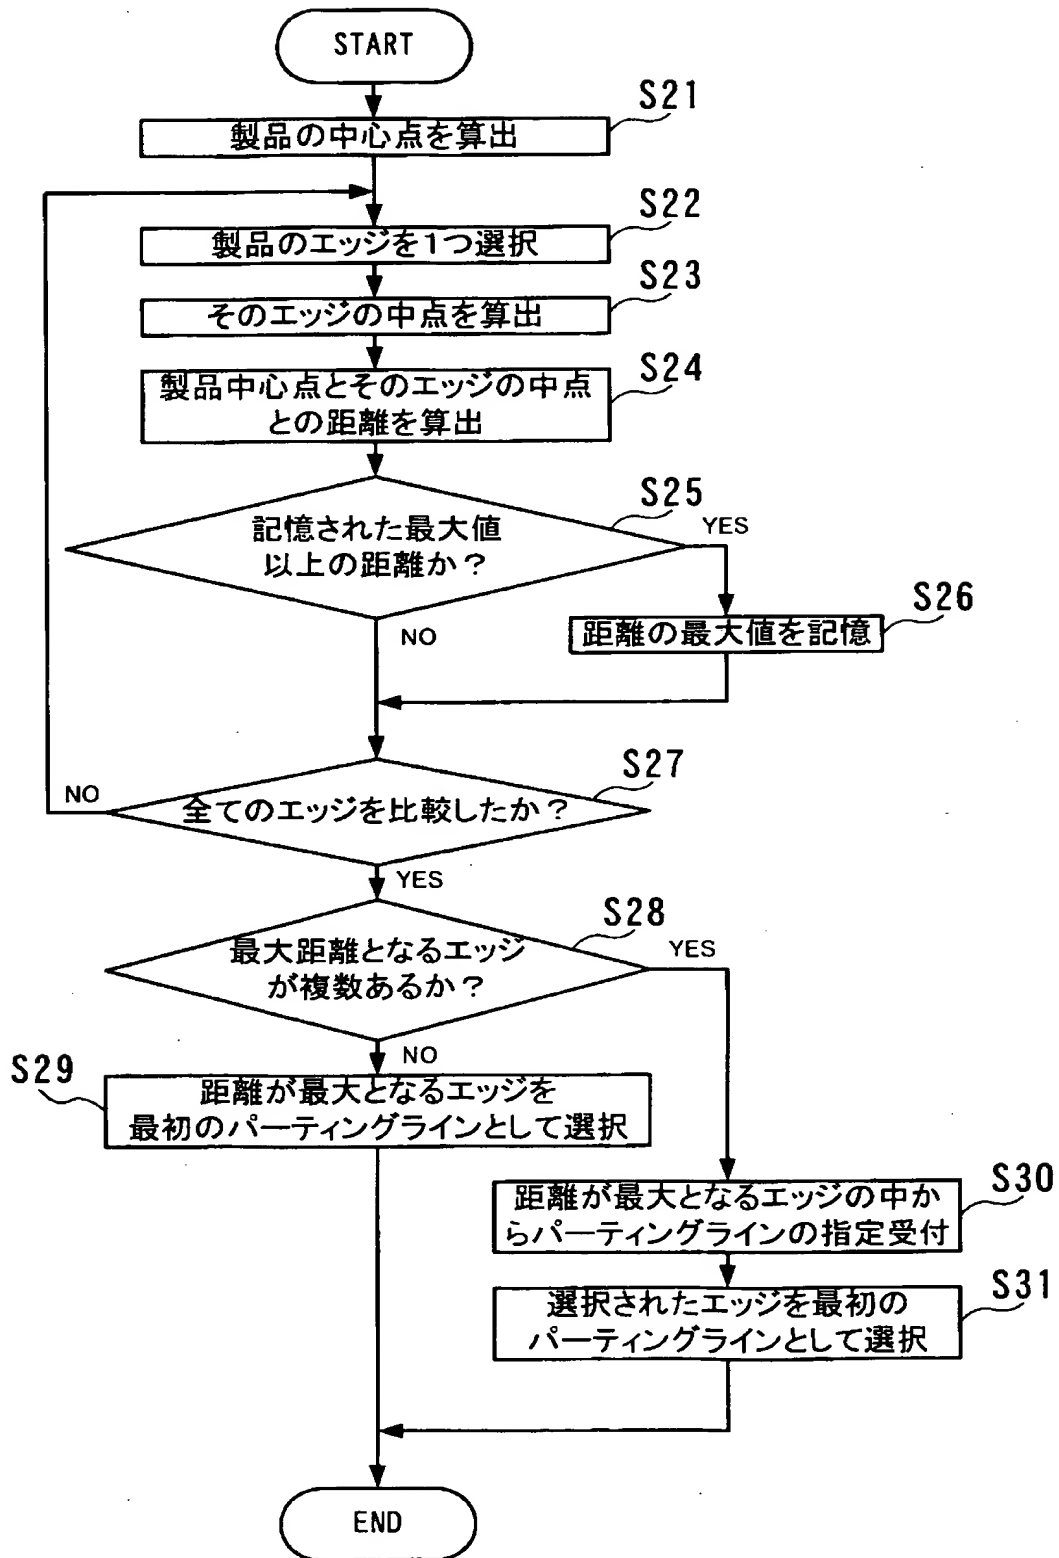 START
S21
製品の中心点を算出
S22
製品のエッジを1つ選択
S23
そのエッジの中点を算出
S24
製品中心点とそのエッジの中点
との距離を算出
S25
記憶された最大値
以上の距離か？
YES
S26
距離の最大値を記憶
NO
S27
全てのエッジを比較したか？
NO
YES
S28
最大距離となるエッジ
が複数あるか？
YES
NO
S29
距離が最大となるエッジを
最初のパーティングラインとして選択
S30
距離が最大となるエッジの中か
らパーティングラインの指定受付
S31
選択されたエッジを最初の
パーティングラインとして選択
END